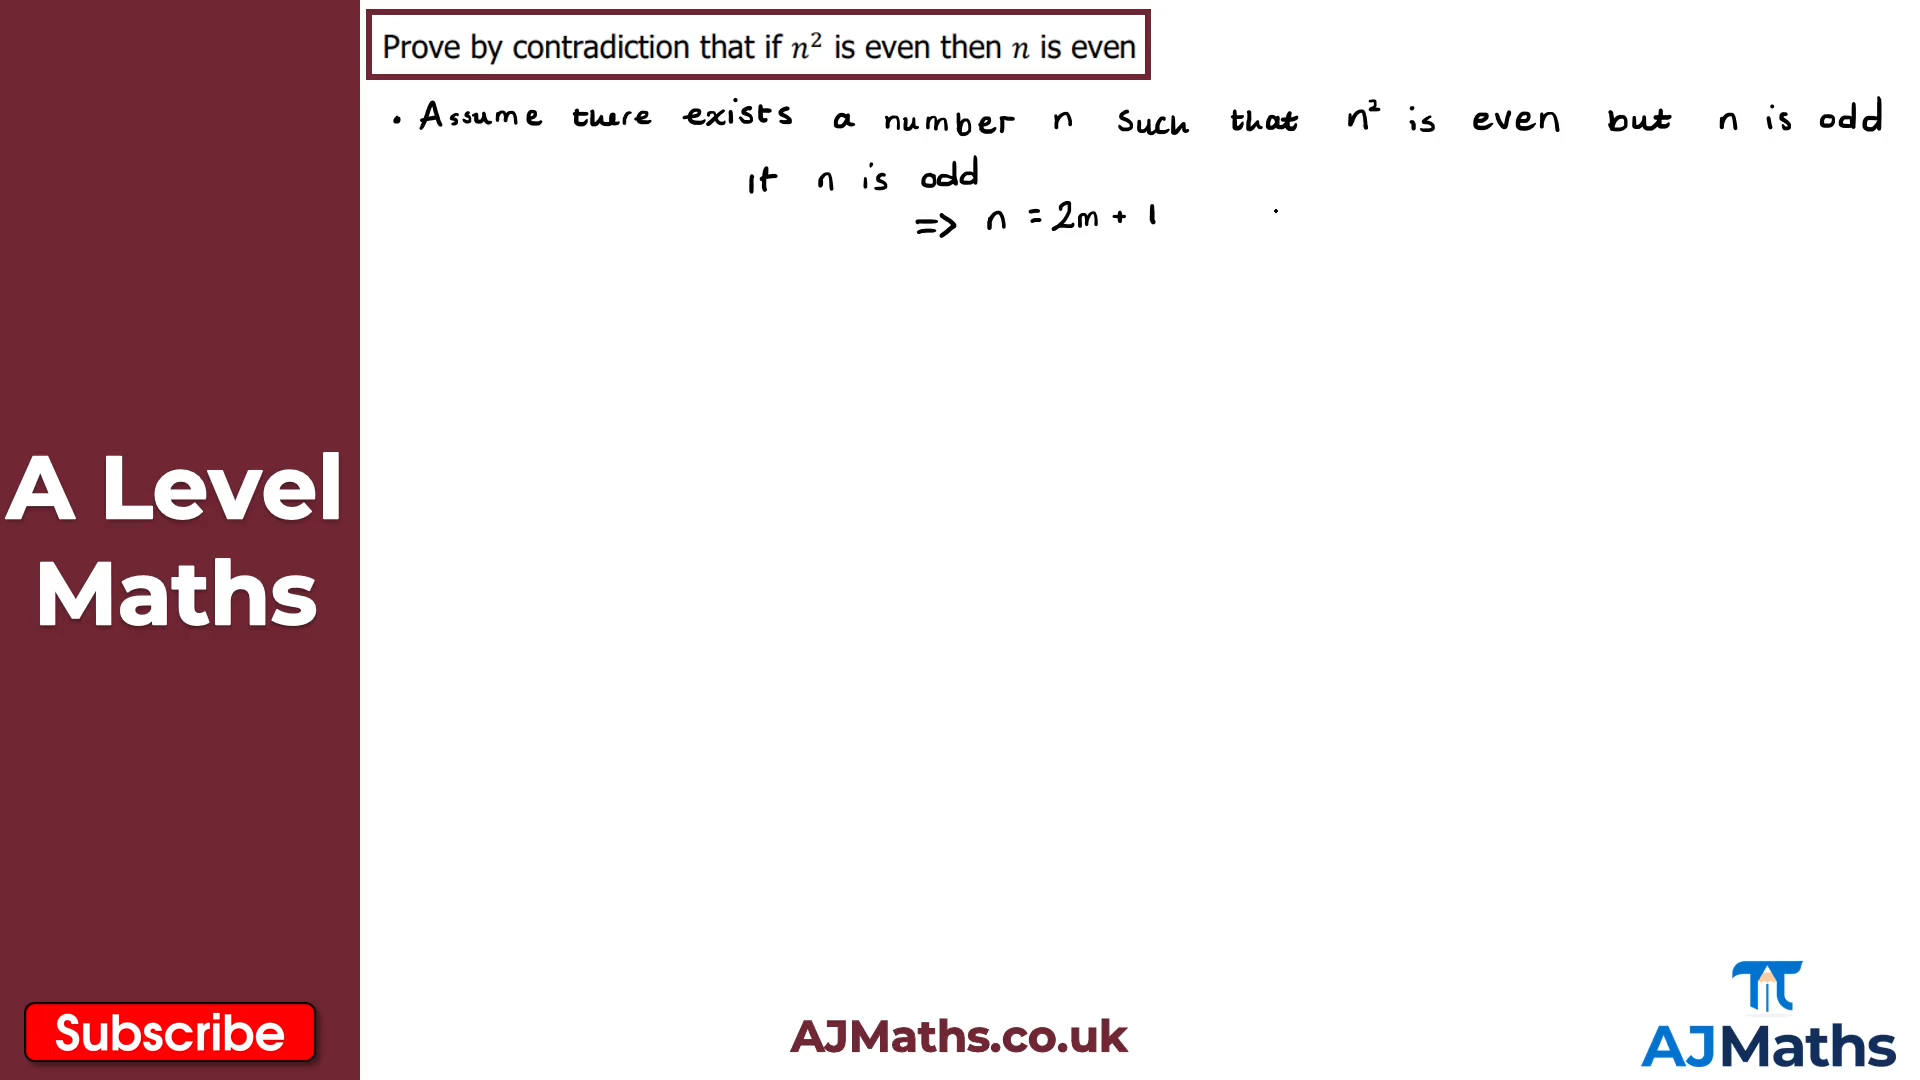 Prove by contradiction that if n² is even then n is even
. Assume there exists a number n such that n² is even but n is odd
if n is odd
=> n = 2m + 1
A Level
Maths
Subscribe
AJMaths.co.uk
AJMaths